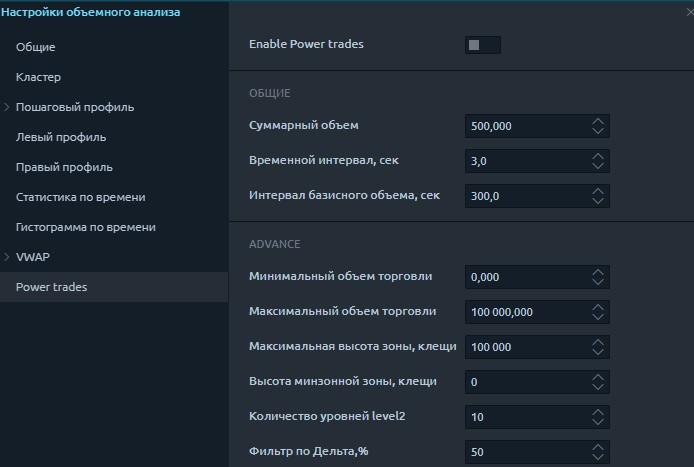 Настройки объемного анализа
Общие
Кластер
Пошаговый профиль
Левый профиль
Правый профиль
Статистика по времени
Гистограмма по времени
VWAP
Power trades
Enable Power trades
ОБЩИЕ
Суммарный объем 500,000
Временной интервал, сек 3,0
Интервал базисного объема, сек 300,0
ADVANCE
Минимальный объем торговли 0,000
Максимальный объем торговли 100 000,000
Максимальная высота зоны, клещи 100 000
Высота минзонной зоны, клещи 0
Количество уровней level2 10
Фильтр по Дельта,% 50